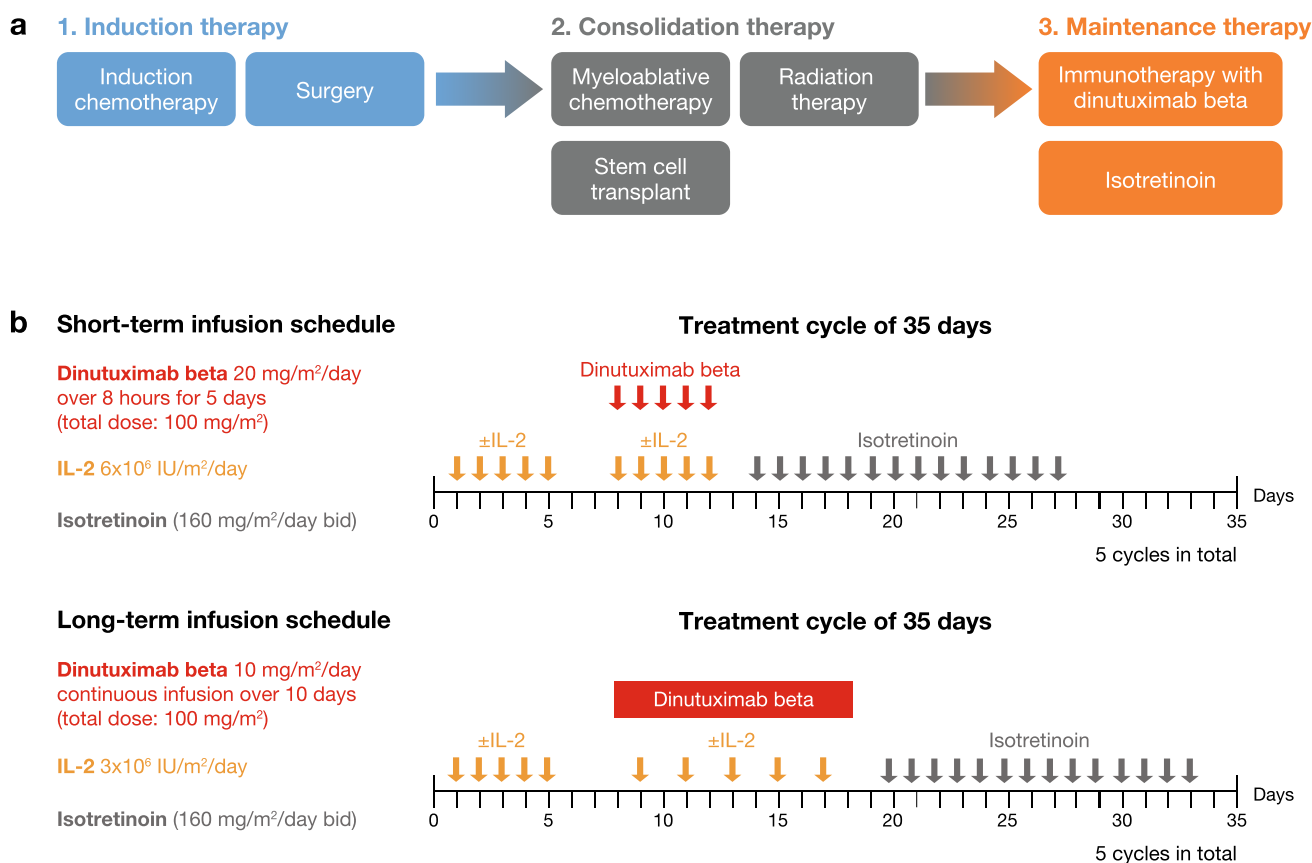 a
1. Induction therapy
2. Consolidation therapy
3. Maintenance therapy
Induction
chemotherapy
Surgery
Myeloablative
chemotherapy
Radiation
therapy
Immunotherapy with
dinutuximab beta
Stem cell
transplant
Isotretinoin
b
Short-term infusion schedule
Treatment cycle of 35 days
Dinutuximab beta 20 mg/m²/day
over 8 hours for 5 days
(total dose: 100 mg/m²)
IL-2 6x10⁶ IU/m²/day
Isotretinoin (160 mg/m²/day bid)
Dinutuximab beta
±IL-2
±IL-2
Isotretinoin
Days
0 5 10 15 20 25 30 35
5 cycles in total
Long-term infusion schedule
Treatment cycle of 35 days
Dinutuximab beta 10 mg/m²/day
continuous infusion over 10 days
(total dose: 100 mg/m²)
IL-2 3x10⁶ IU/m²/day
Isotretinoin (160 mg/m²/day bid)
Dinutuximab beta
±IL-2
±IL-2
Isotretinoin
Days
0 5 10 15 20 25 30 35
5 cycles in total